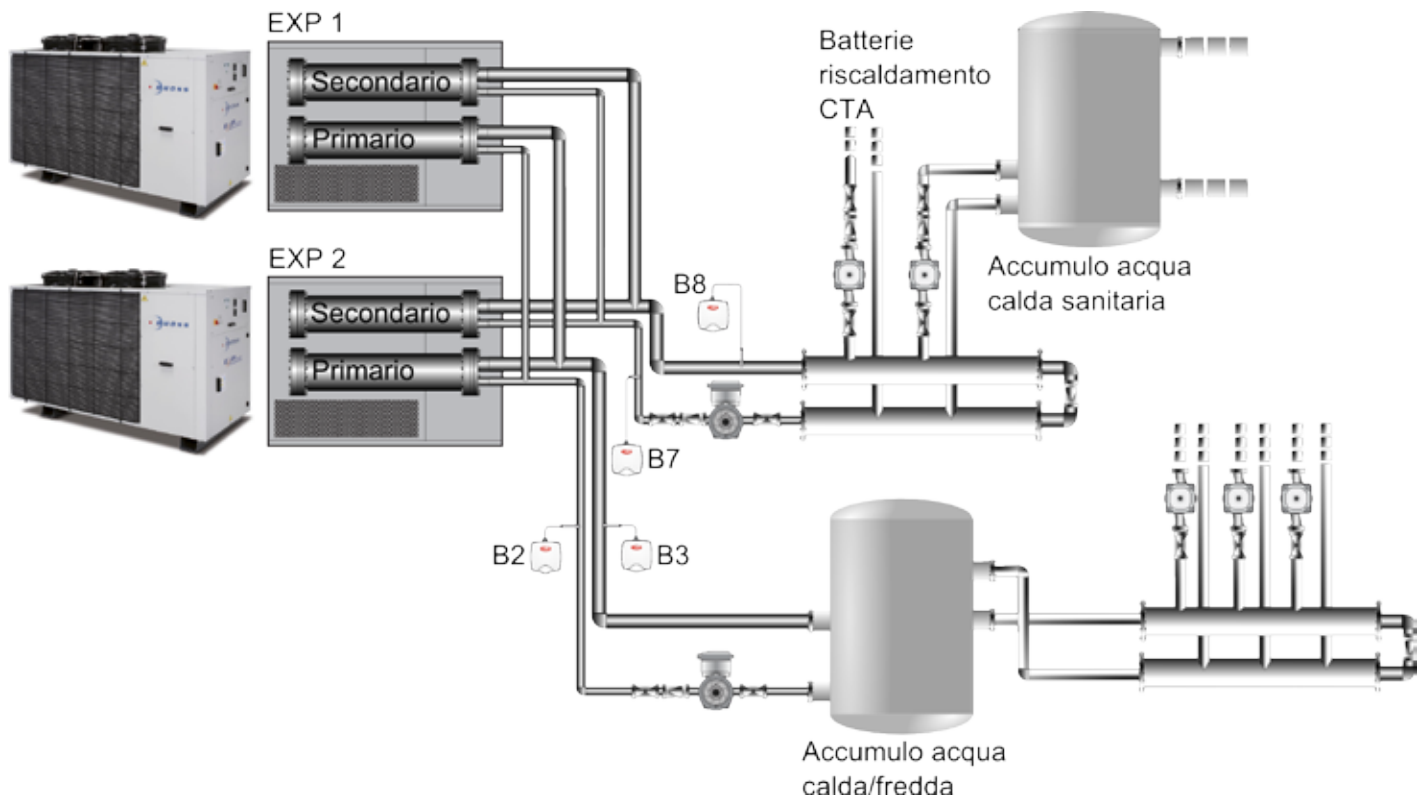 EXP 1
Secondario
Primario
EXP 2
Secondario
Primario
Batterie
riscaldamento
CTA
Accumulo acqua
calda sanitaria
B8
B7
B2
B3
Accumulo acqua
calda/fredda